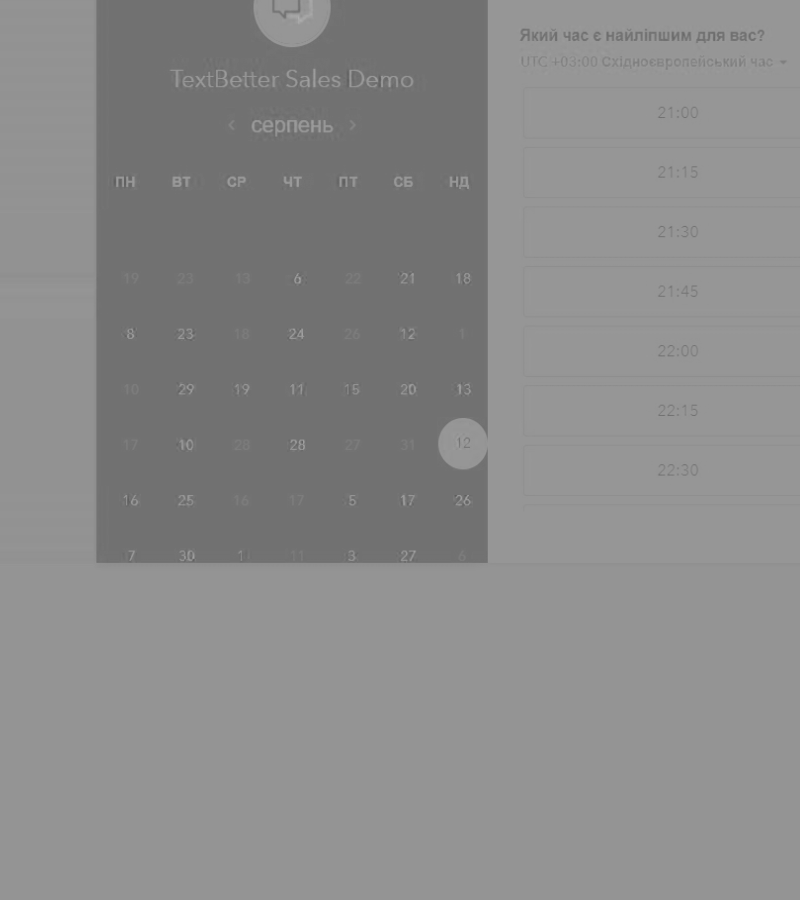 TextBetter Sales Demo
серпень
ПН ВТ СР ЧТ ПТ СБ НД
19 23 13 6 22 21 18
8 23 18 24 26 12 1
10 29 19 11 15 20 13
17 10 28 28 27 31 12
16 25 16 17 5 17 26
7 30 1 11 3 27 6
Який час є найліпшим для вас?
UTC +03:00 Східноєвропейський час
21:00
21:15
21:30
21:45
22:00
22:15
22:30